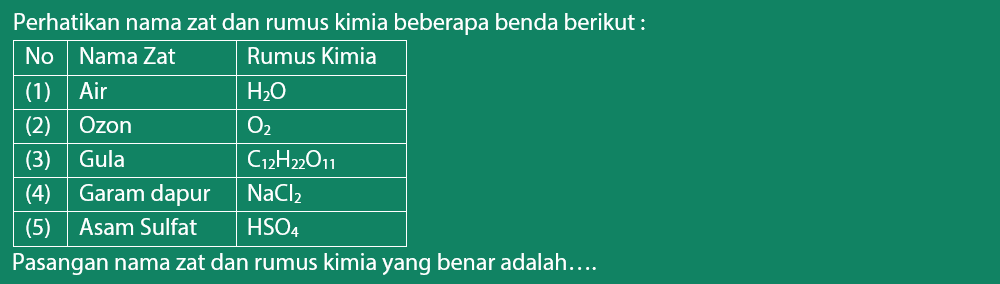 Perhatikan nama zat dan rumus kimia beberapa benda berikut :
No Nama Zat Rumus Kimia
(1) Air H₂O
(2) Ozon O₂
(3) Gula C₁₂H₂₂O₁₁
(4) Garam dapur NaCl₂
(5) Asam Sulfat HSO₄
Pasangan nama zat dan rumus kimia yang benar adalah....